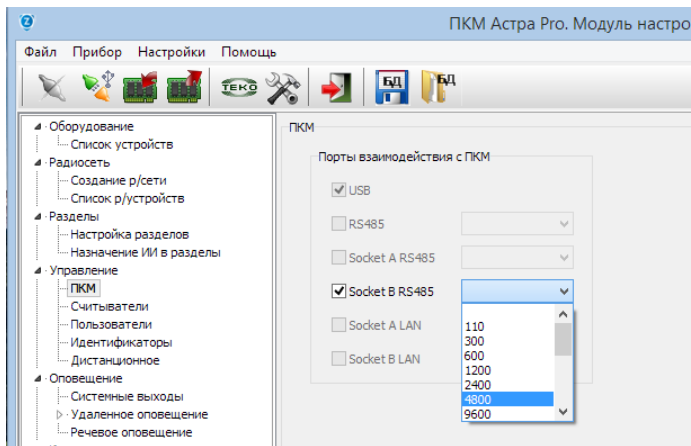 ПКМ Астра Pro. Модуль настро
Файл Прибор Настройки Помощь
ТЕКО
БД
БД
Оборудование
Список устройств
Радиосеть
Создание р/сети
Список р/устройств
Разделы
Настройка разделов
Назначение ИИ в разделы
Управление
ПКМ
Считыватели
Пользователи
Идентификаторы
Дистанционное
Оповещение
Системные выходы
Удаленное оповещение
Речевое оповещение
ПКМ
Порты взаимодействия с ПКМ
USB
RS485
Socket A RS485
Socket B RS485
Socket A LAN
Socket B LAN
110
300
600
1200
2400
4800
9600